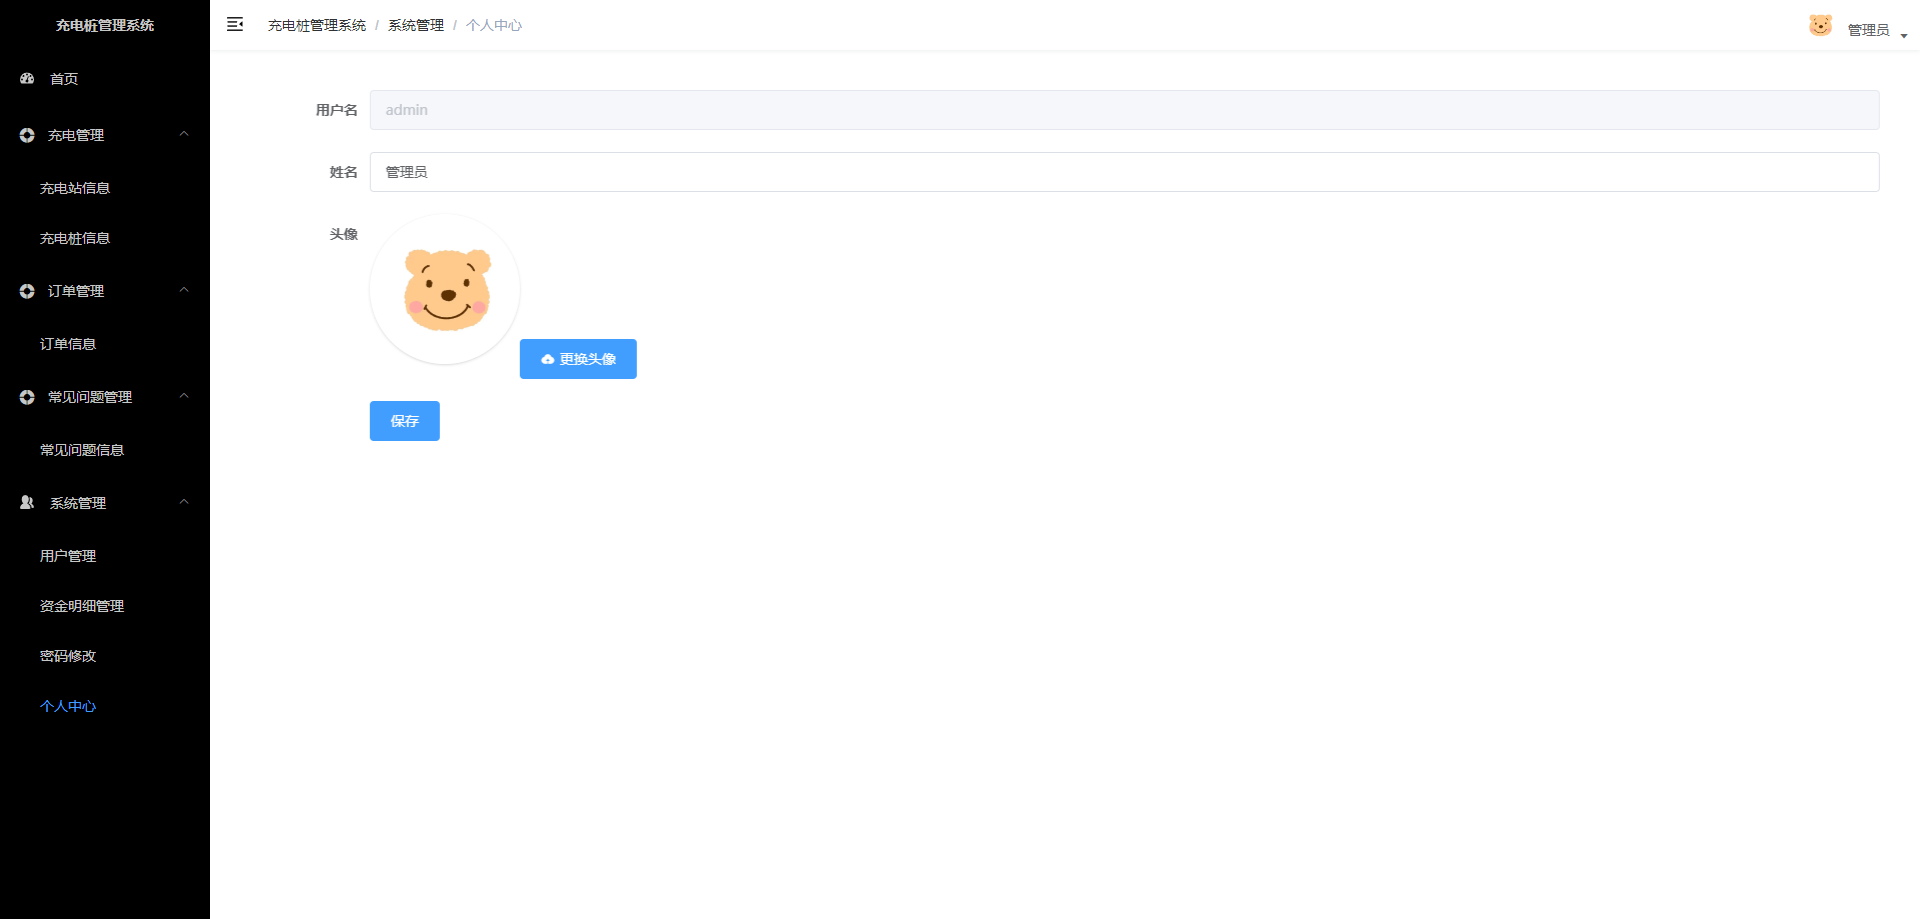 充电桩管理系统
首页
充电管理
充电站信息
充电桩信息
订单管理
订单信息
常见问题管理
常见问题信息
系统管理
用户管理
资金明细管理
密码修改
个人中心
充电桩管理系统 / 系统管理 / 个人中心
管理员
用户名 admin
姓名 管理员
头像
更换头像
保存